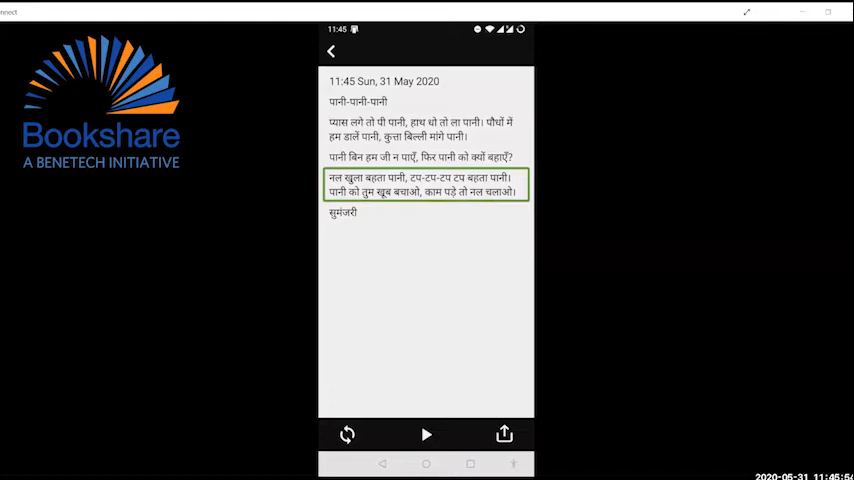 nnect
11:45
Bookshare
A BENETECH INITIATIVE
11:45 Sun, 31 May 2020
पानी-पानी-पानी
प्यास लगे तो पी पानी, हाथ धो तो ला पानी। पौधों में
हम डालें पानी, कुत्ता बिल्ली मांगे पानी।
पानी बिन हम जी न पाएँ, फिर पानी को क्यों बहाएँ?
नल खुला बहता पानी, टप-टप-टप टप बहता पानी।
पानी को तुम खूब बचाओ, काम पड़े तो नल चलाओ।
सुमंजरी
2020-05-31 11:45:54